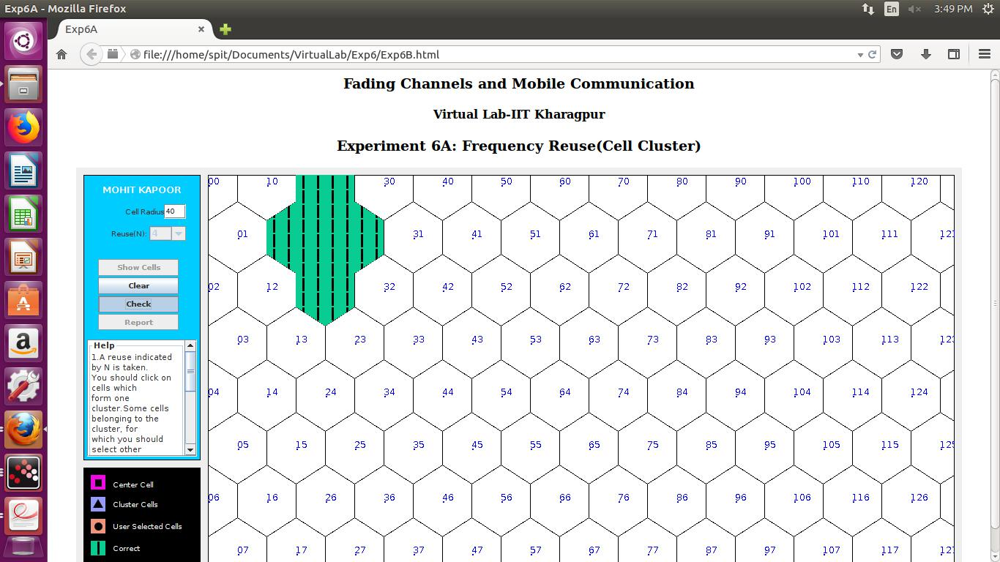 Exp6A - Mozilla Firefox
En
3:49 PM
Exp6A
file:///home/spit/Documents/VirtualLab/Exp6/Exp6B.html
Fading Channels and Mobile Communication
Virtual Lab-IIT Kharagpur
Experiment 6A: Frequency Reuse(Cell Cluster)
MOHIT KAPOOR
Cell Radius 40
Reuse(N): 4
Show Cells
Clear
Check
Report
Help
1.A reuse indicated
by N is taken.
You should click on
cells which
form one
cluster.Some cells
belonging to the
cluster, for
which you should
select other
Center Cell
Cluster Cells
User Selected Cells
Correct
00 10 30 40 50 60 70 80 90 100 110 120
01 31 41 51 61 71 81 91 101 111 12
02 12 32 42 52 62 72 82 92 102 112 122
03 13 23 33 43 53 63 73 83 93 103 113 12
04 14 24 34 44 54 64 74 84 94 104 114 124
05 15 25 35 45 55 65 75 85 95 105 115 125
06 16 26 36 46 56 66 76 86 96 106 116 126
07 17 27 37 47 57 67 77 87 97 107 117 12